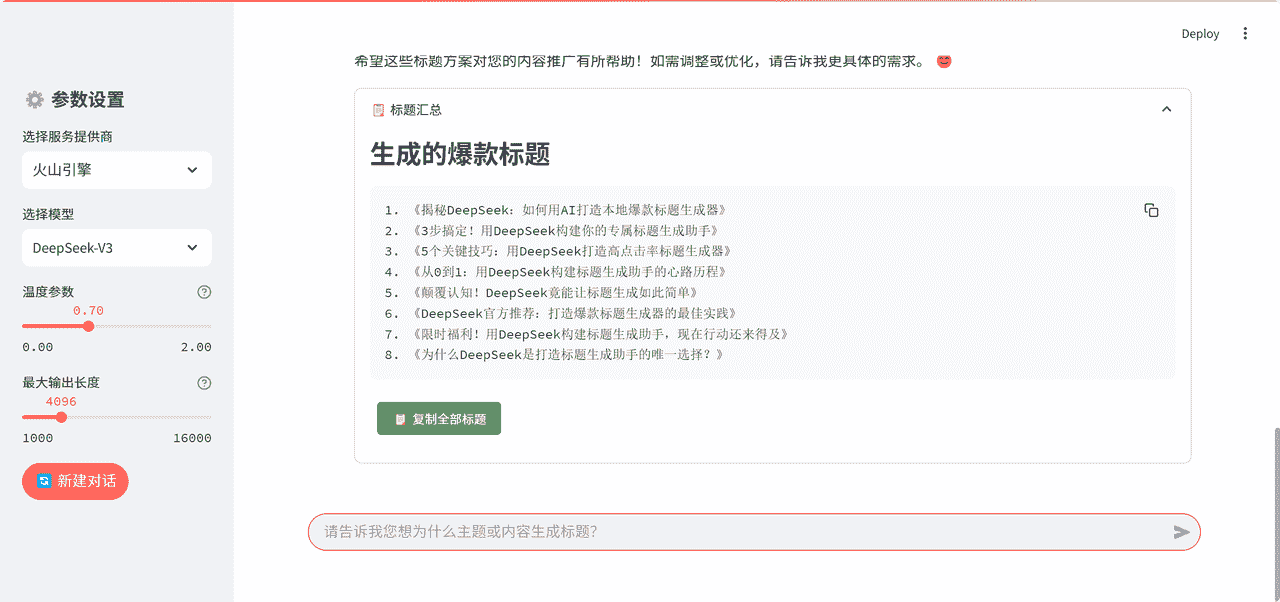 Deploy
参数设置
选择服务提供商
火山引擎
选择模型
DeepSeek-V3
温度参数
0.70
0.00
2.00
最大输出长度
4096
1000
16000
新建对话
希望这些标题方案对您的内容推广有所帮助！如需调整或优化，请告诉我更具体的需求。
标题汇总
生成的爆款标题
1. 《揭秘DeepSeek：如何用AI打造本地爆款标题生成器》
2. 《3步搞定！用DeepSeek构建你的专属标题生成助手》
3. 《5个关键技巧：用DeepSeek打造高点击率标题生成器》
4. 《从0到1：用DeepSeek构建标题生成助手的心路历程》
5. 《颠覆认知！DeepSeek竟能让标题生成如此简单》
6. 《DeepSeek官方推荐：打造爆款标题生成器的最佳实践》
7. 《限时福利！用DeepSeek构建标题生成助手，现在行动还来得及》
8. 《为什么DeepSeek是打造标题生成助手的唯一选择？》
复制全部标题
请告诉我您想为什么主题或内容生成标题？